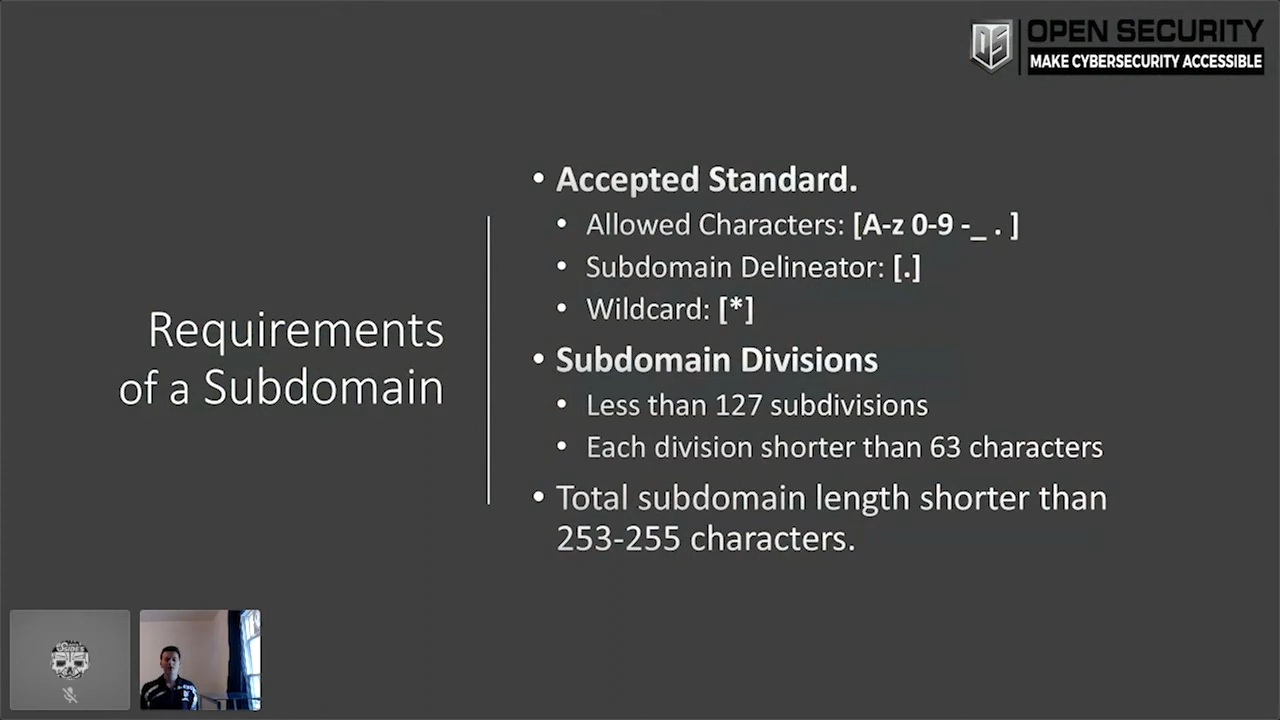 OPEN SECURITY
MAKE CYBERSECURITY ACCESSIBLE
Requirements
of a Subdomain
• Accepted Standard.
• Allowed Characters: [A-z 0-9 -_ . ]
• Subdomain Delineator: [.]
• Wildcard: [*]
• Subdomain Divisions
• Less than 127 subdivisions
• Each division shorter than 63 characters
• Total subdomain length shorter than
253-255 characters.